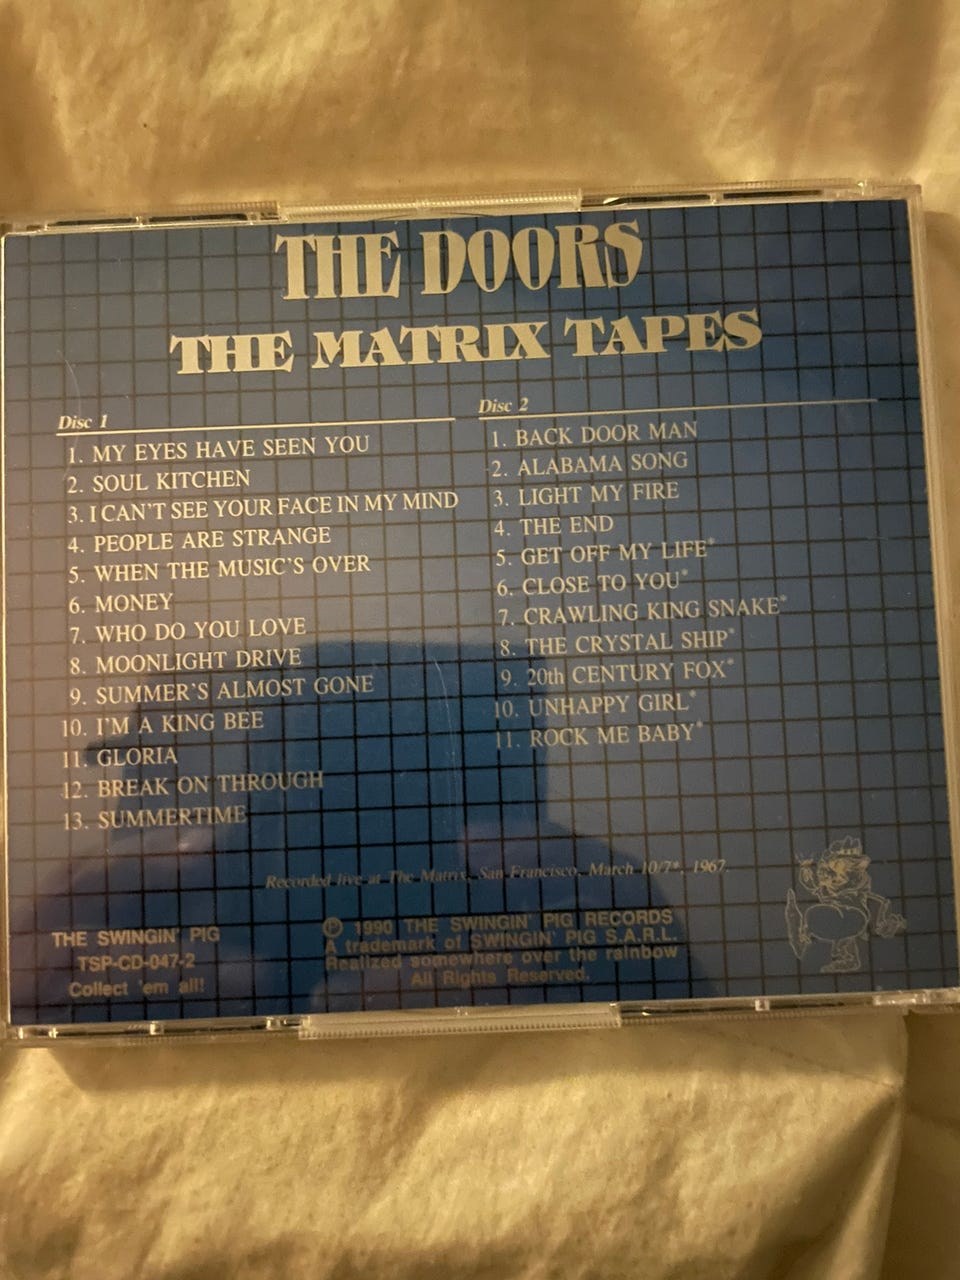 THE DOORS
THE MATRIX TAPES
Disc 1
1. MY EYES HAVE SEEN YOU
2. SOUL KITCHEN
3. I CAN'T SEE YOUR FACE IN MY MIND
4. PEOPLE ARE STRANGE
5. WHEN THE MUSIC'S OVER
6. MONEY
7. WHO DO YOU LOVE
8. MOONLIGHT DRIVE
9. SUMMER'S ALMOST GONE
10. I'M A KING BEE
11. GLORIA
12. BREAK ON THROUGH
13. SUMMERTIME
Disc 2
1. BACK DOOR MAN
2. ALABAMA SONG
3. LIGHT MY FIRE
4. THE END
5. GET OFF MY LIFE*
6. CLOSE TO YOU*
7. CRAWLING KING SNAKE*
8. THE CRYSTAL SHIP*
9. 20th CENTURY FOX*
10. UNHAPPY GIRL*
11. ROCK ME BABY*
Recorded live at The Matrix, San Francisco, March 10/7*, 1967.
THE SWINGIN' PIG
TSP-CD-047-2
Collect 'em all!
℗ 1990 THE SWINGIN' PIG RECORDS
A trademark of SWINGIN' PIG S.A.R.L.
Realized somewhere over the rainbow
All Rights Reserved.